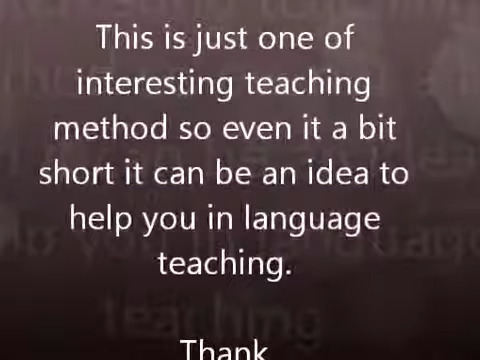 This is just one of
interesting teaching
method so even it a bit
short it can be an idea to
help you in language
teaching.
Thank